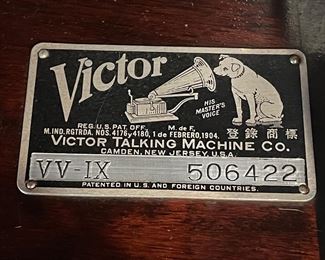 Victor
HIS
MASTER'S
VOICE
REG. U.S. PAT. OFF. M. de F.
M. IND. RGTRDA. NOS. 4176 y 4180, 1 de FEBRERO, 1904.
標商錄登
VICTOR TALKING MACHINE CO.
CAMDEN, NEW JERSEY, U.S.A.
VV-IX 506422
PATENTED IN U.S. AND FOREIGN COUNTRIES.